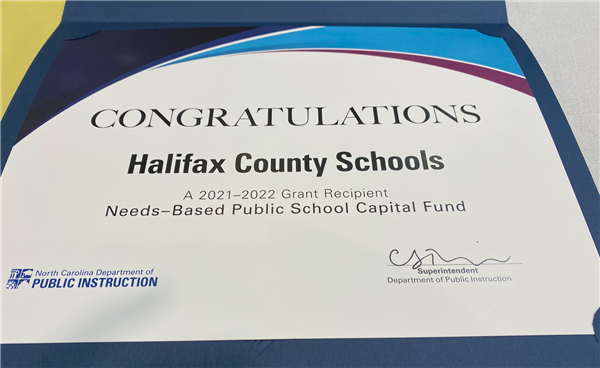 CONGRATULATIONS
Halifax County Schools
A 2021–2022 Grant Recipient
Needs–Based Public School Capital Fund
North Carolina Department of
PUBLIC INSTRUCTION
Superintendent
Department of Public Instruction